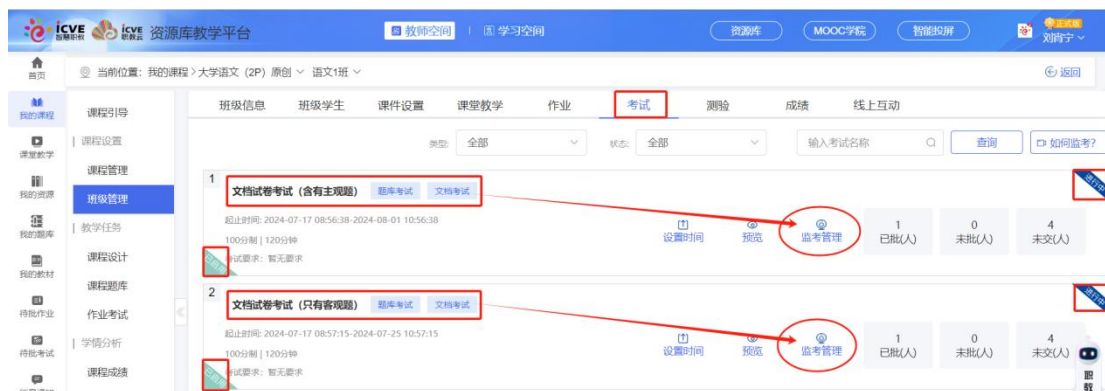 icve 智慧职教 icve 职教云 资源库教学平台 教师空间 学习空间 资源库 MOOC学院 智能投屏 正式版 刘尚宁
首页 当前位置：我的课程>大学语文（2P）原创 语文1班 返回
我的课程 课程引导 班级信息 班级学生 课件设置 课堂教学 作业 考试 测验 成绩 线上互动
课堂教学 课程设置 类型: 全部 状态: 全部 输入考试名称 查询 如何监考?
我的资源 课程管理
1 文档试卷考试（含有主观题） 题库考试 文档考试 进行中
班级管理
起止时间: 2024-07-17 08:56:38-2024-08-01 10:56:38
我的题库 教学任务
100分制 | 120分钟 设置时间 预览 监考管理 1 已批(人) 0 未批(人) 4 未交(人)
考试要求：暂无要求
我的教材 课程设计
课程题库
2 文档试卷考试（只有客观题） 题库考试 文档考试 进行中
待批作业 作业考试
起止时间: 2024-07-17 08:57:15-2024-07-25 10:57:15
待批考试 学情分析
100分制 | 120分钟 设置时间 预览 监考管理 1 已批(人) 0 未批(人) 4 未交(人)
考试要求：暂无要求
课程成绩
职教